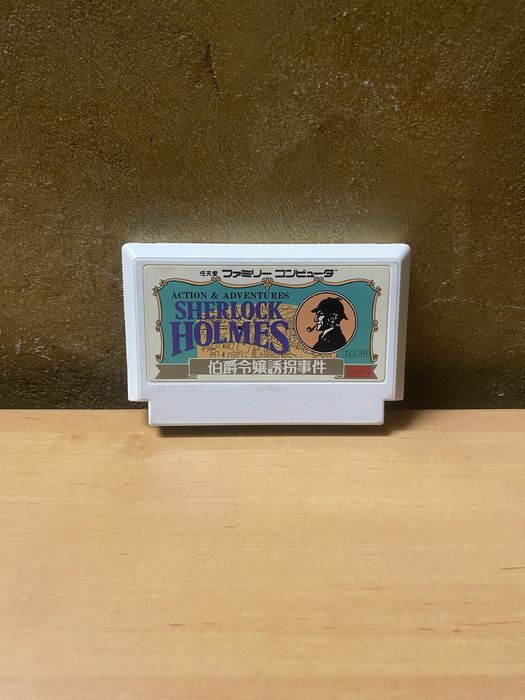 任天堂 ファミリー コンピュータ
ACTION & ADVENTURES
SHERLOCK
HOLMES
伯爵令嬢誘拐事件